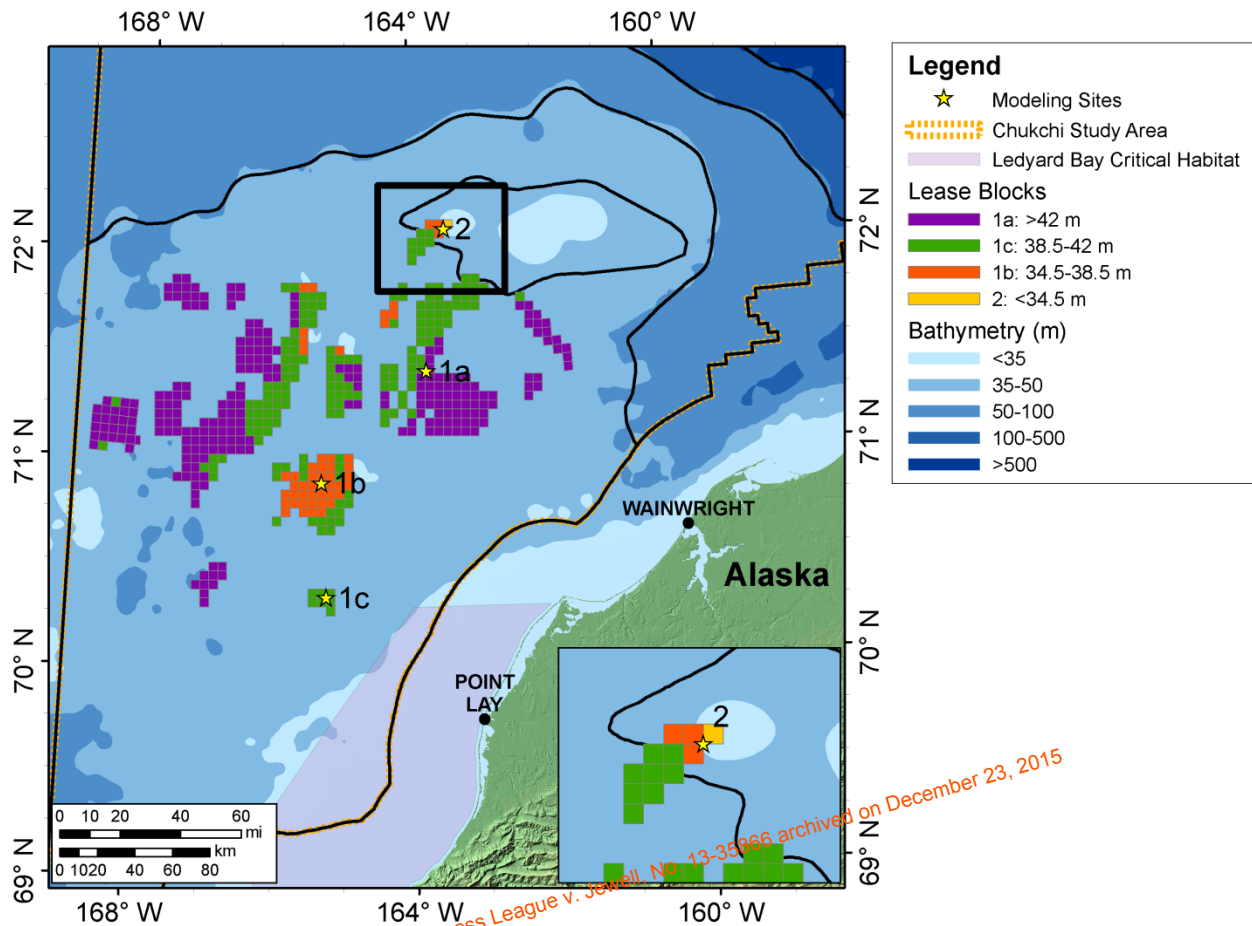 168° W 164° W 160° W
72° N
71° N
70° N
69° N
72° N
71° N
70° N
69° N
2
1a
1b
1c
WAINWRIGHT
Alaska
POINT
LAY
2
0 10 20 40 60
mi
km
0 10 20 40 60 80
168° W 164° W 160° W
League v. Jewell, No. 13-35866 archived on December 23, 2015
Legend
Modeling Sites
Chukchi Study Area
Ledyard Bay Critical Habitat
Lease Blocks
1a: >42 m
1c: 38.5-42 m
1b: 34.5-38.5 m
2: <34.5 m
Bathymetry (m)
<35
35-50
50-100
100-500
>500